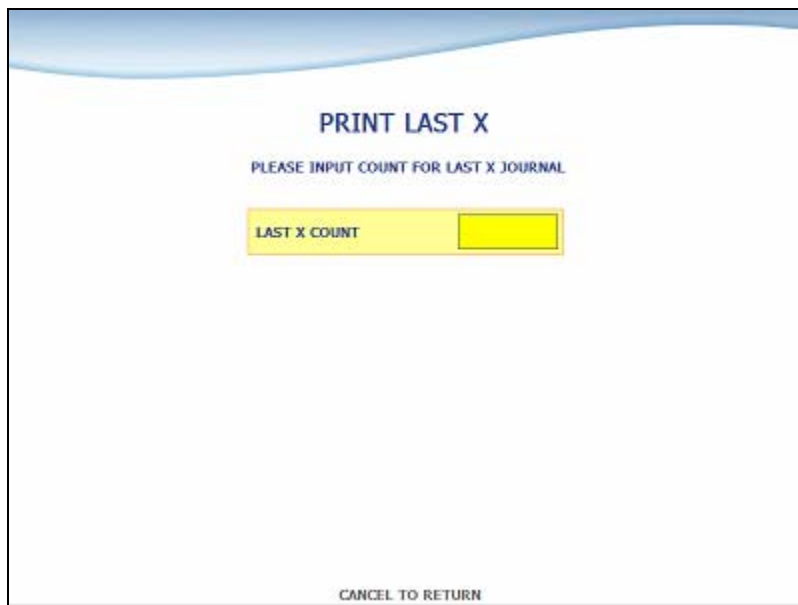 PRINT LAST X
PLEASE INPUT COUNT FOR LAST X JOURNAL
LAST X COUNT
CANCEL TO RETURN